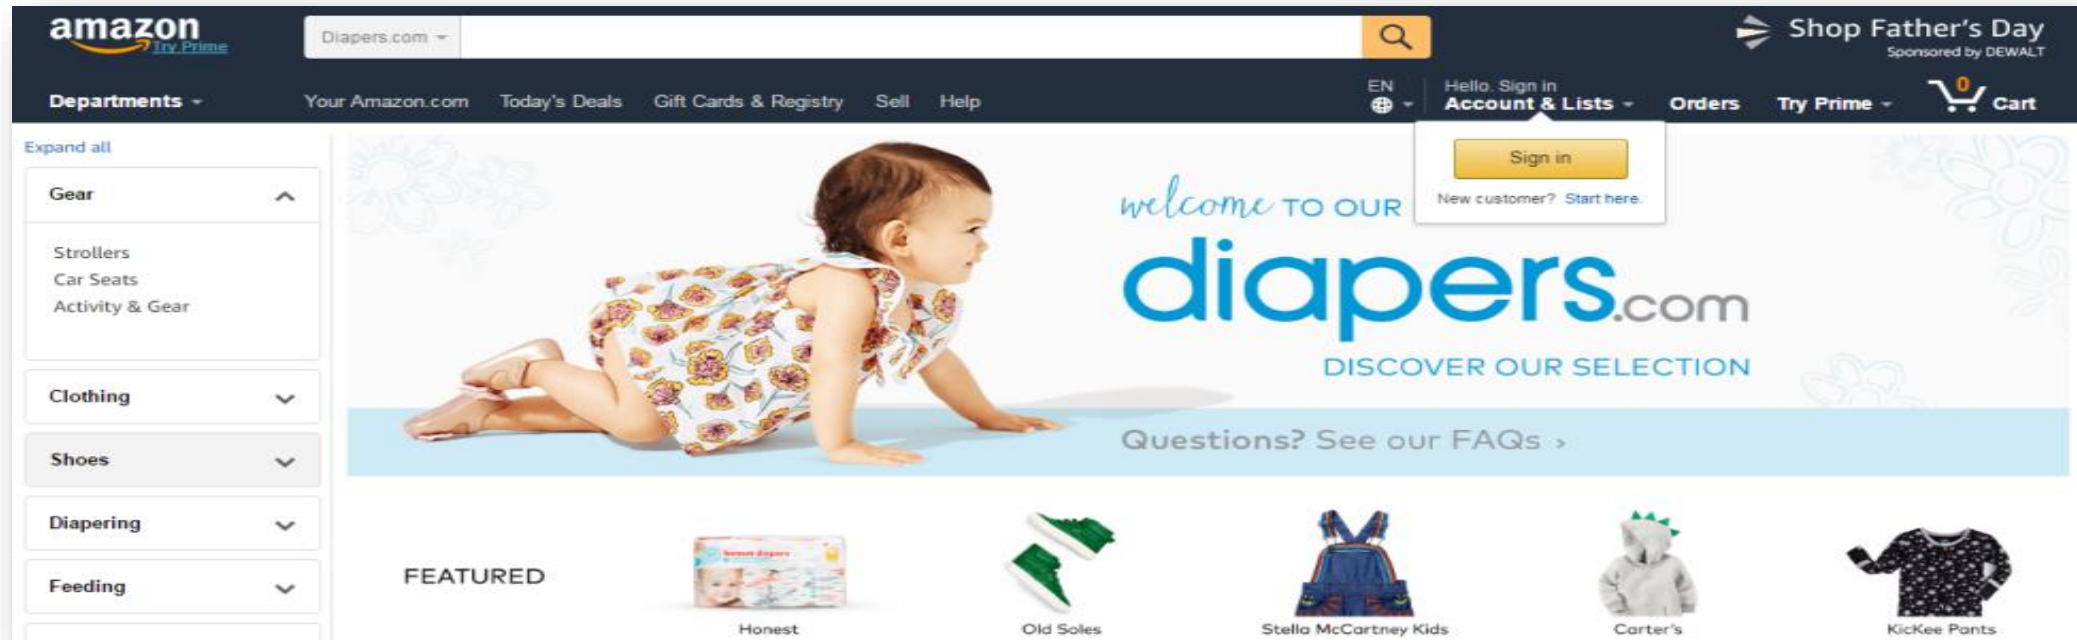 amazon
Try Prime
Diapers.com
Shop Father's Day
Sponsored by DEWALT
Departments
Your Amazon.com Today's Deals Gift Cards & Registry Sell Help
EN
Hello. Sign in
Account & Lists
Orders
Try Prime
0
Cart
Expand all
Gear
Strollers
Car Seats
Activity & Gear
Clothing
Shoes
Diapering
Feeding
Sign in
New customer? Start here.
welcome TO OUR
diapers.com
DISCOVER OUR SELECTION
Questions? See our FAQs ›
FEATURED
honest diapers
Honest
Old Soles
Stella McCartney Kids
Carter's
KicKee Pants